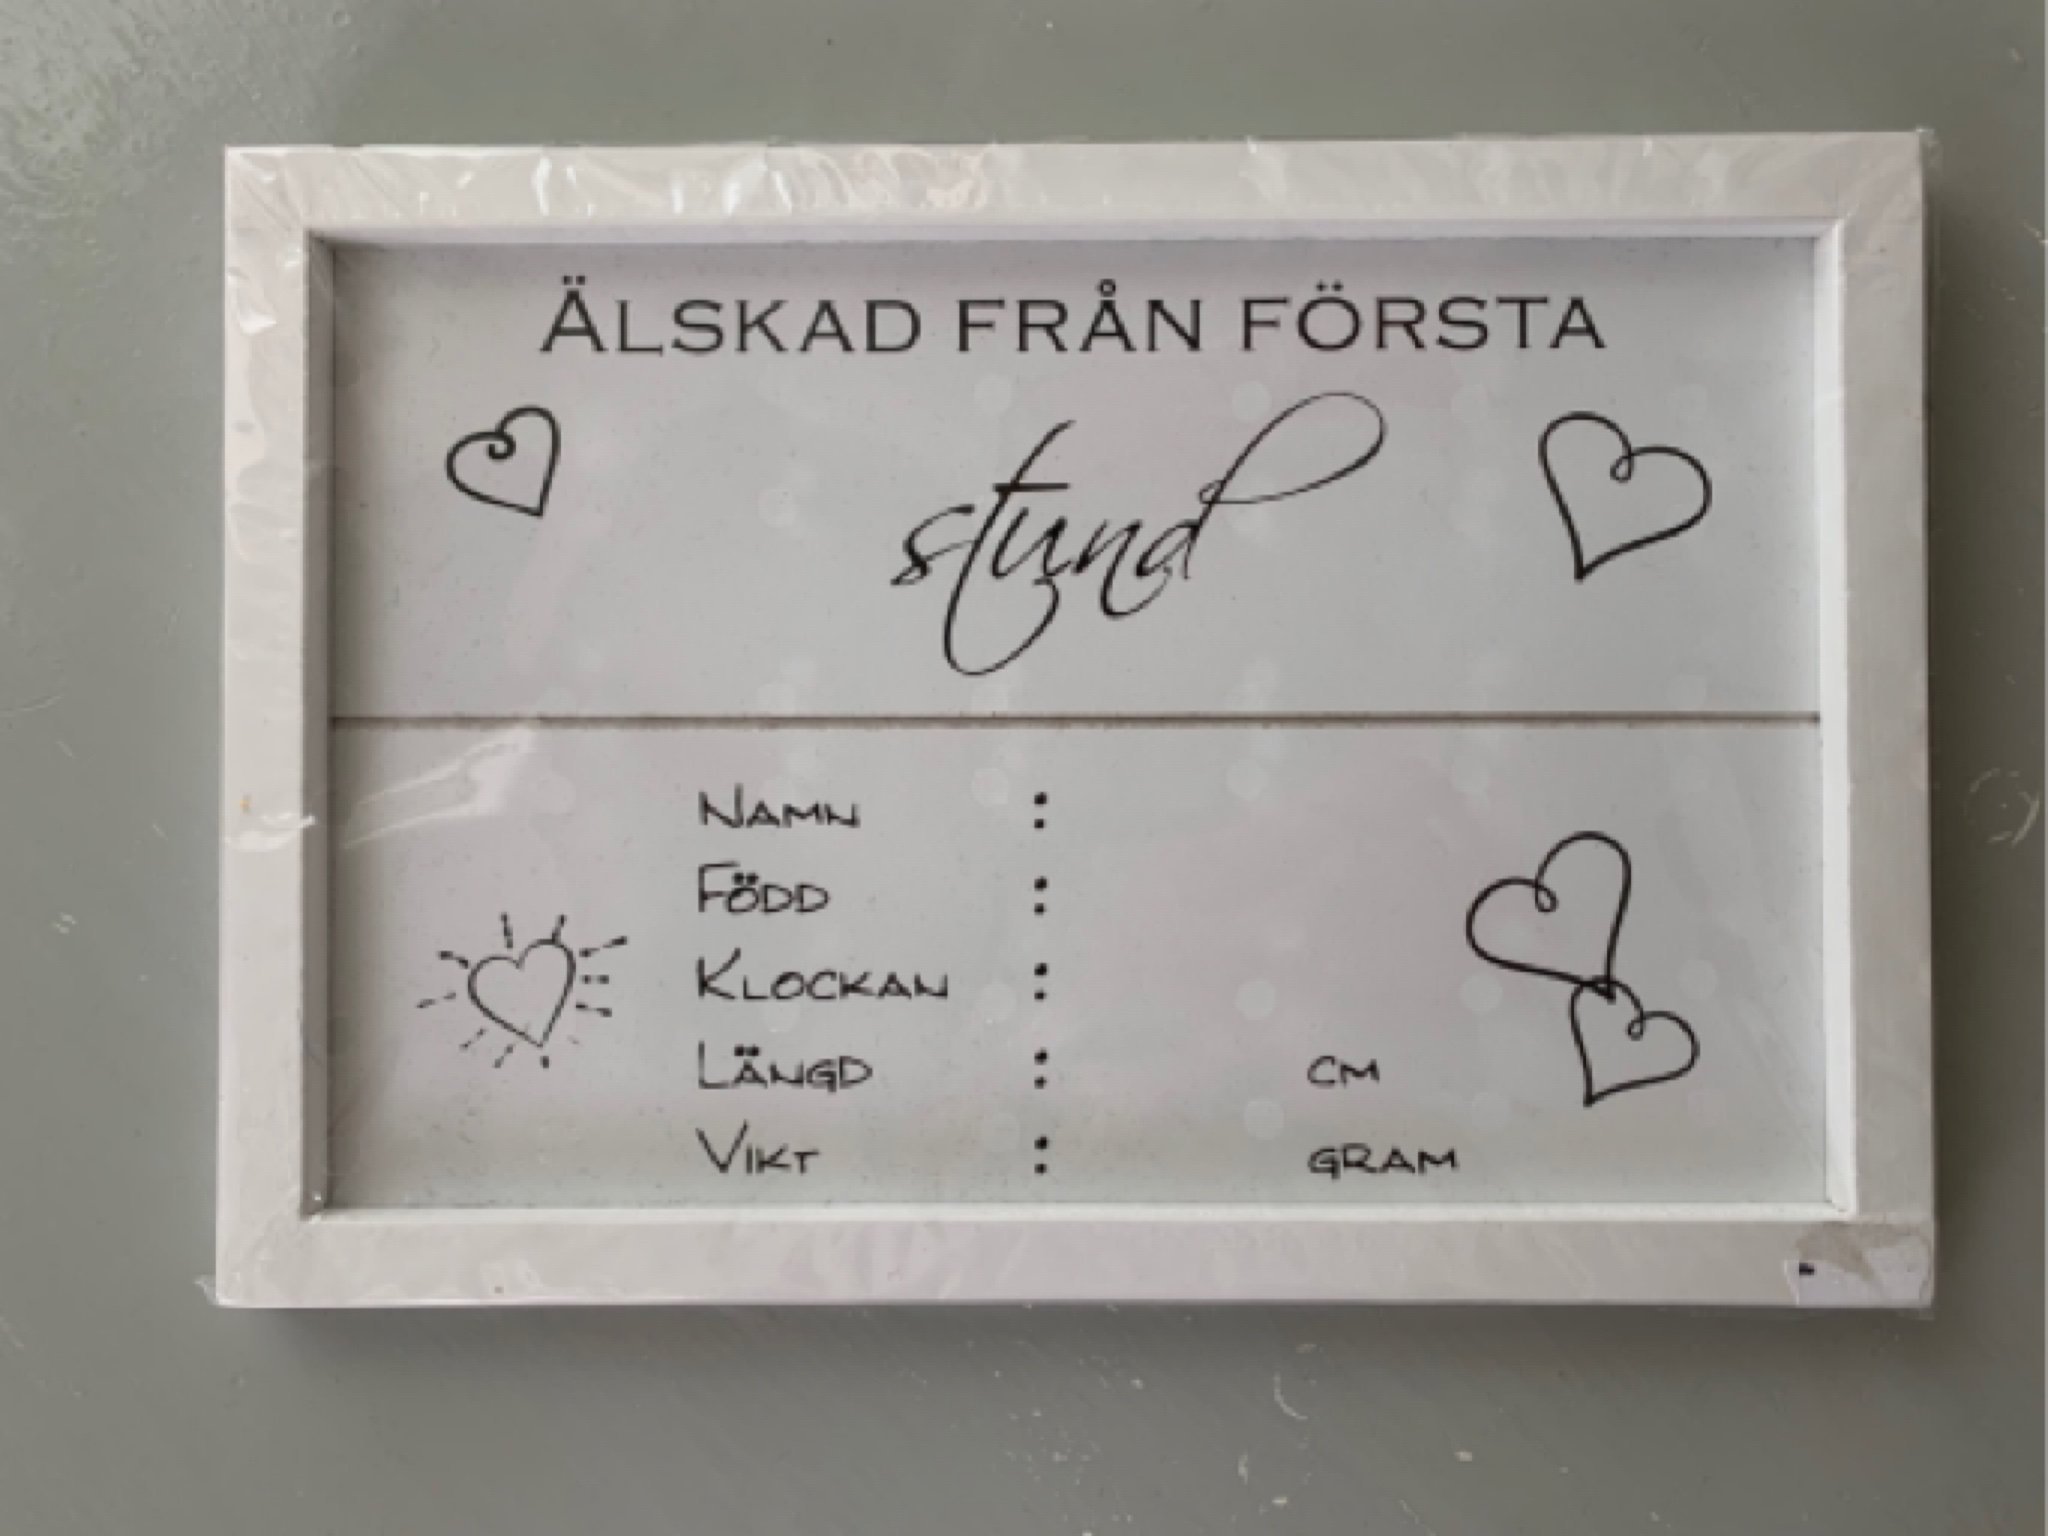 ÄLSKAD FRÅN FÖRSTA
stund
NAMN :
FÖDD :
KLOCKAN :
LÄNGD : CM
VIKT : GRAM